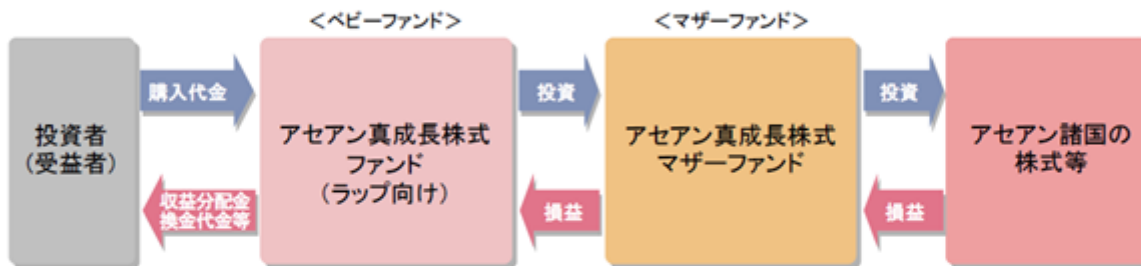 <ベビーファンド>
<マザーファンド>
投資者
(受益者)
購入代金
収益分配金
換金代金等
アセアン真成長株式
ファンド
(ラップ向け)
投資
損益
アセアン真成長株式
マザーファンド
投資
損益
アセアン諸国の
株式等